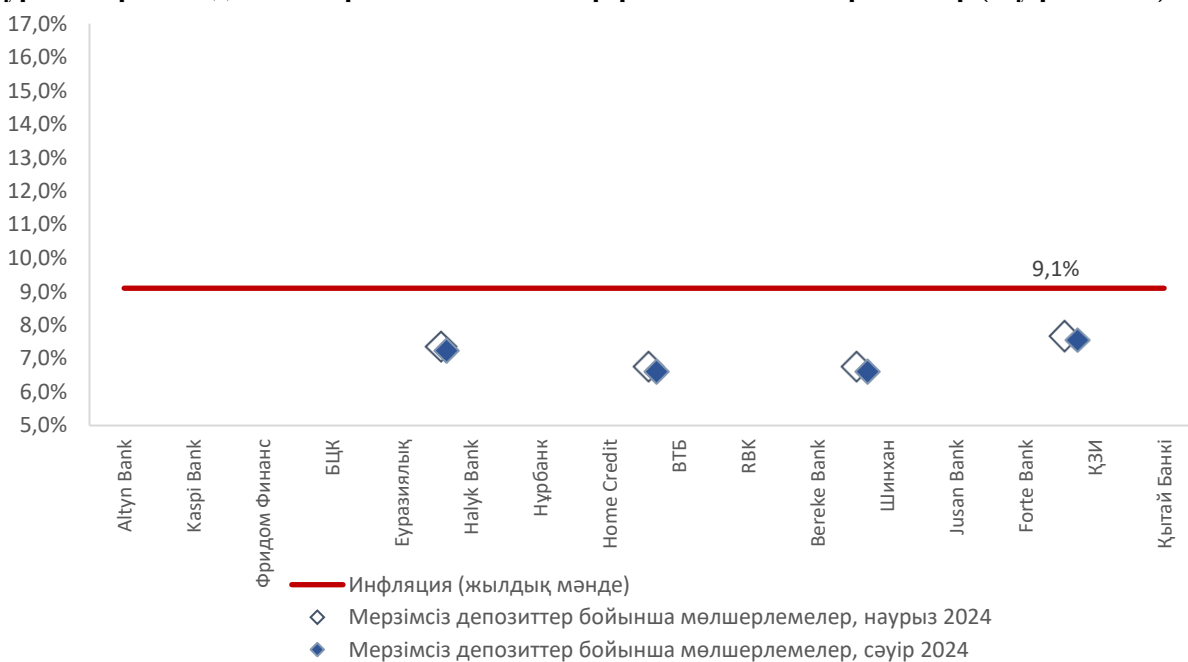 17,0%
16,0%
15,0%
14,0%
13,0%
12,0%
11,0%
10,0%
9,0%
8,0%
7,0%
6,0%
5,0%
9,1%
Altyn Bank
Kaspi Bank
Фридом Финанс
БЦК
Еуразиялық
Halyk Bank
Нұрбанк
Home Credit
ВТБ
RBK
Bereke Bank
Шинхан
Jusan Bank
Forte Bank
ҚЗИ
Қытай Банкі
Инфляция (жылдық мәнде)
Мерзімсіз депозиттер бойынша мөлшерлемелер, наурыз 2024
Мерзімсіз депозиттер бойынша мөлшерлемелер, сәуір 2024